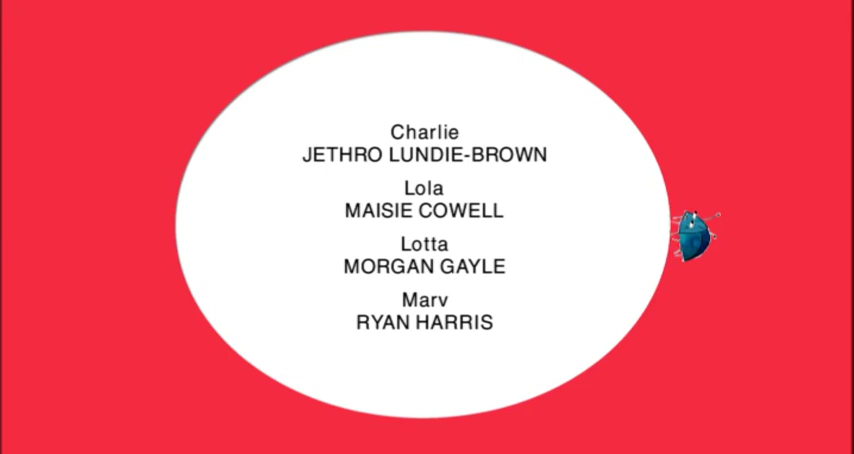 Charlie
JETHRO LUNDIE-BROWN
Lola
MAISIE COWELL
Lotta
MORGAN GAYLE
Marv
RYAN HARRIS